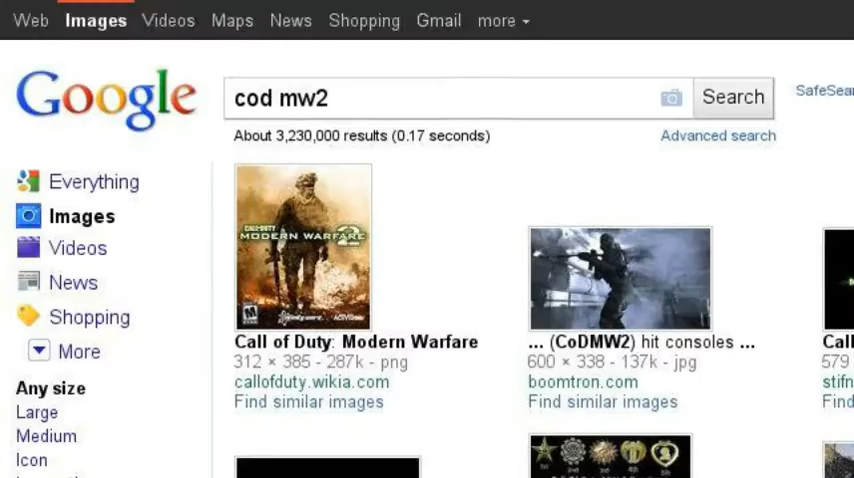 Web Images Videos Maps News Shopping Gmail more
Google
cod mw2
Search
SafeSear
About 3,230,000 results (0.17 seconds)
Advanced search
Everything
Images
Videos
News
Shopping
More
Any size
Large
Medium
Icon
CALL OF DUTY
MODERN WARFARE 2
Call of Duty: Modern Warfare
312 × 385 - 287k - png
callofduty.wikia.com
Find similar images
... (CoDMW2) hit consoles ...
600 × 338 - 137k - jpg
boomtron.com
Find similar images
Call
579
stifn
Find